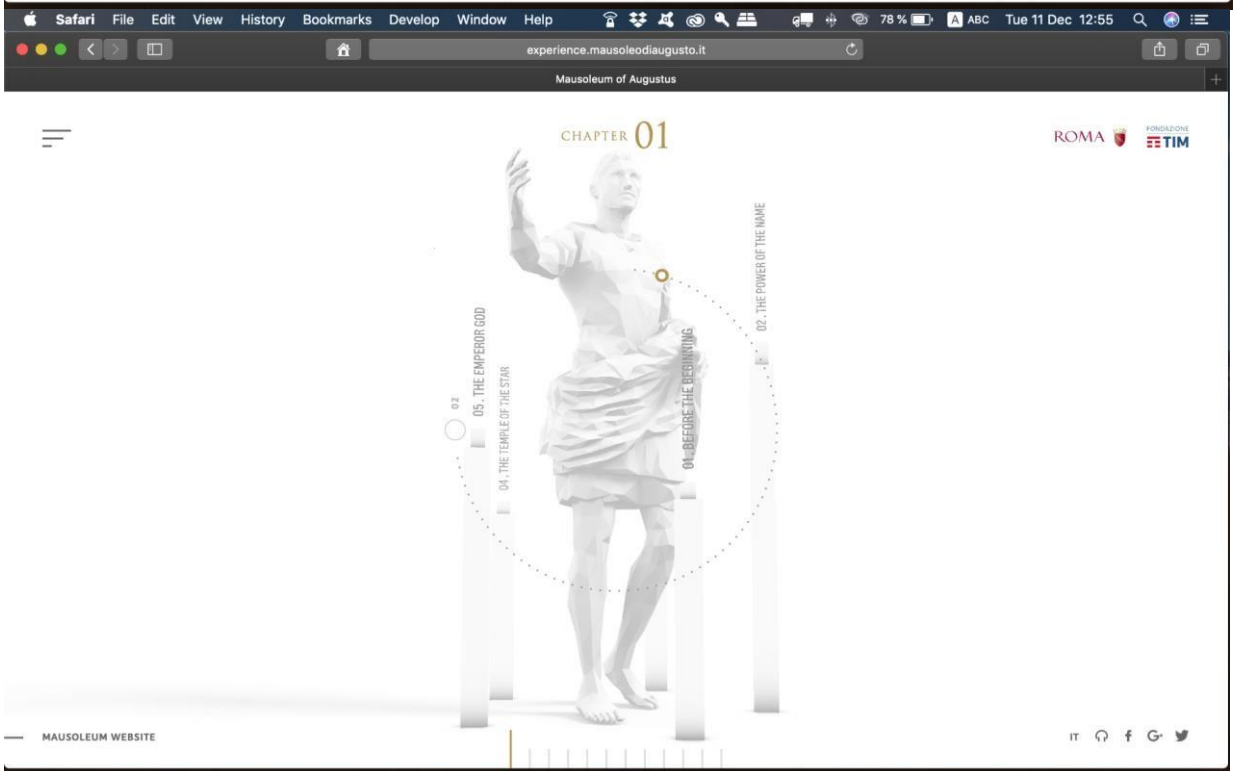 Safari File Edit View History Bookmarks Develop Window Help 78 % A ABC Tue 11 Dec 12:55
experience.mausoleodiaugusto.it
Mausoleum of Augustus
CHAPTER 01
ROMA
FONDAZIONE
TIM
02. THE POWER OF THE NAME
05. THE EMPEROR GOD
01. BEFORE THE BEGINNING
04. THE TEMPLE OF THE STAR
02
MAUSOLEUM WEBSITE
IT